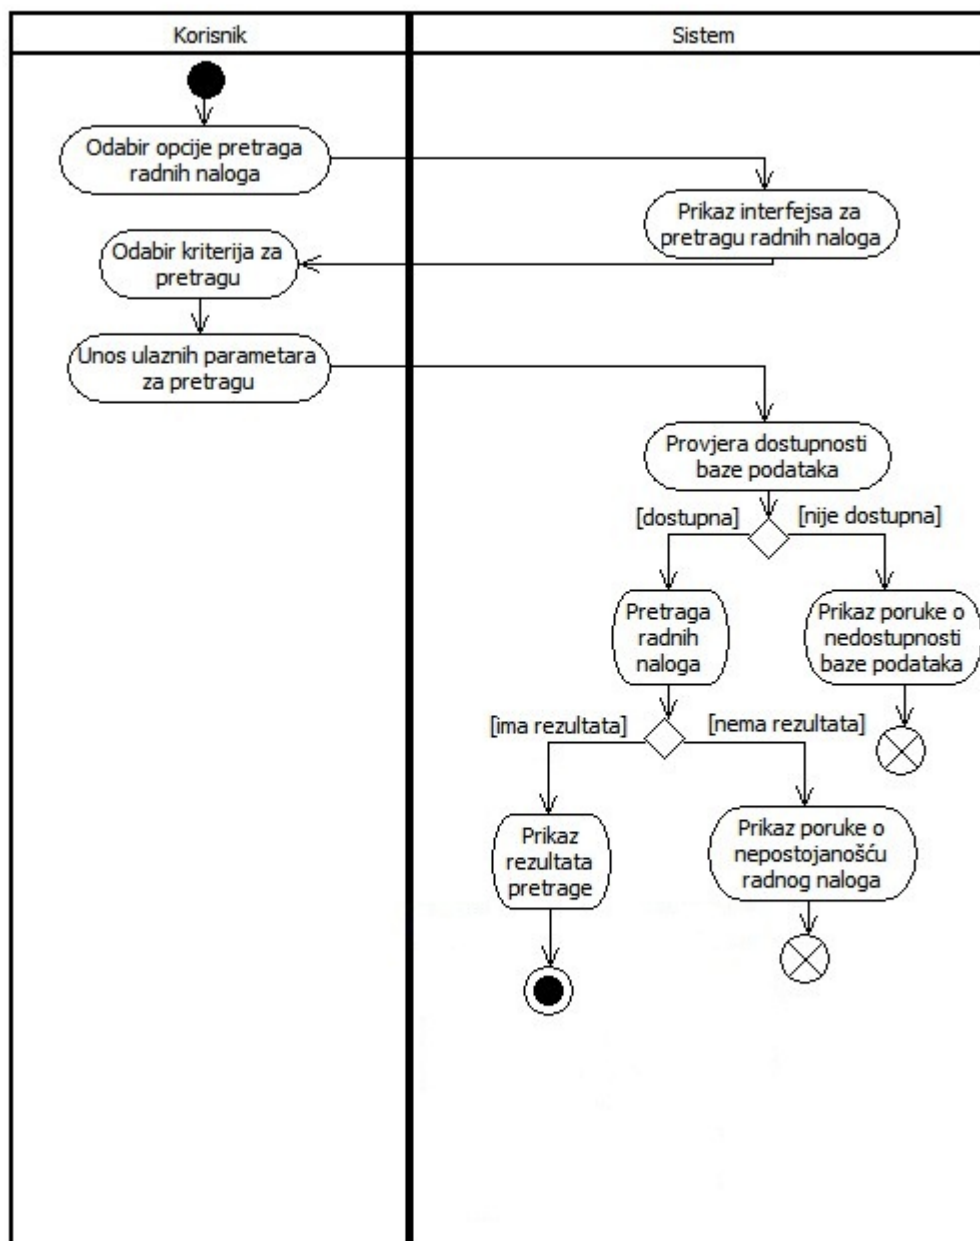 Korisnik
Sistem
Odabir opcije pretraga
radnih naloga
Prikaz interfejsa za
pretragu radnih naloga
Odabir kriterija za
pretragu
Unos ulaznih parametara
za pretragu
Provjera dostupnosti
baze podataka
[dostupna]
[nije dostupna]
Pretraga
radnih
naloga
Prikaz poruke o
nedostupnosti
baze podataka
[ima rezultata]
[nema rezultata]
Prikaz
rezultata
pretrage
Prikaz poruke o
nepostojanošću
radnog naloga